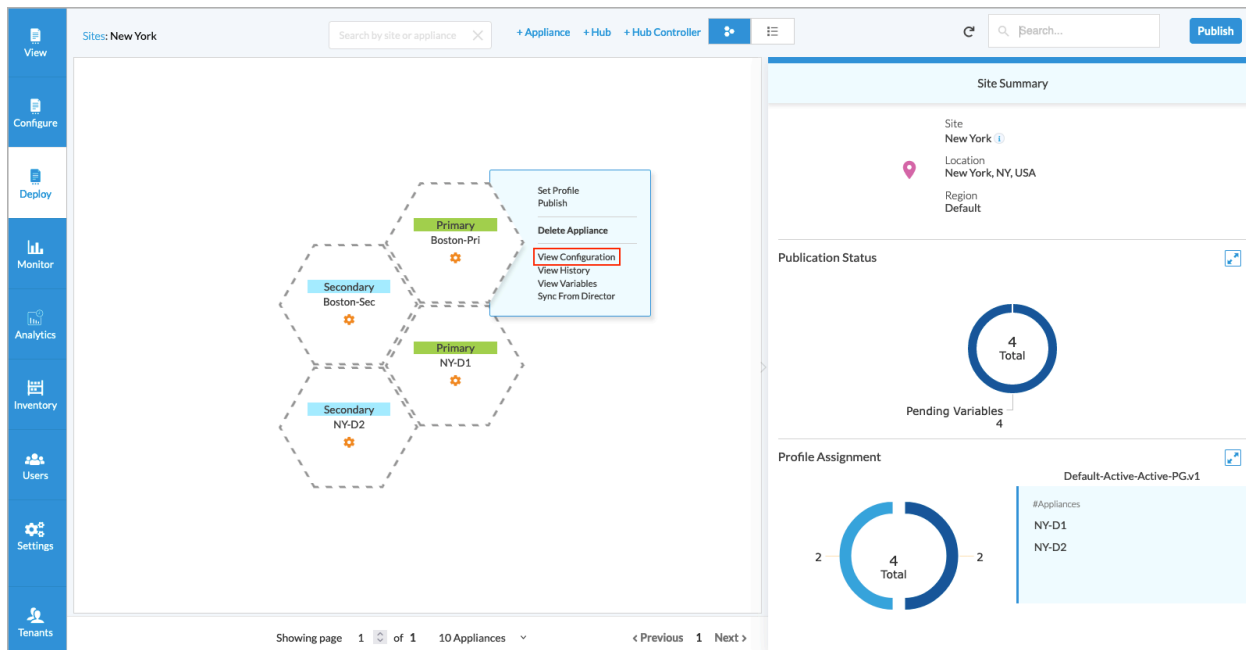 View
Configure
Deploy
Monitor
Analytics
Inventory
Users
Settings
Tenants
Sites: New York
Search by site or appliance
+ Appliance + Hub + Hub Controller
Search...
Publish
Primary
Boston-Pri
Secondary
Boston-Sec
Primary
NY-D1
Secondary
NY-D2
Set Profile
Publish
Delete Appliance
View Configuration
View History
View Variables
Sync From Director
Showing page 1 of 1 10 Appliances
< Previous 1 Next >
Site Summary
Site
New York
Location
New York, NY, USA
Region
Default
Publication Status
4
Total
Pending Variables
4
Profile Assignment
2
4
Total
2
Default-Active-Active-PG.v1
#Appliances
NY-D1
NY-D2